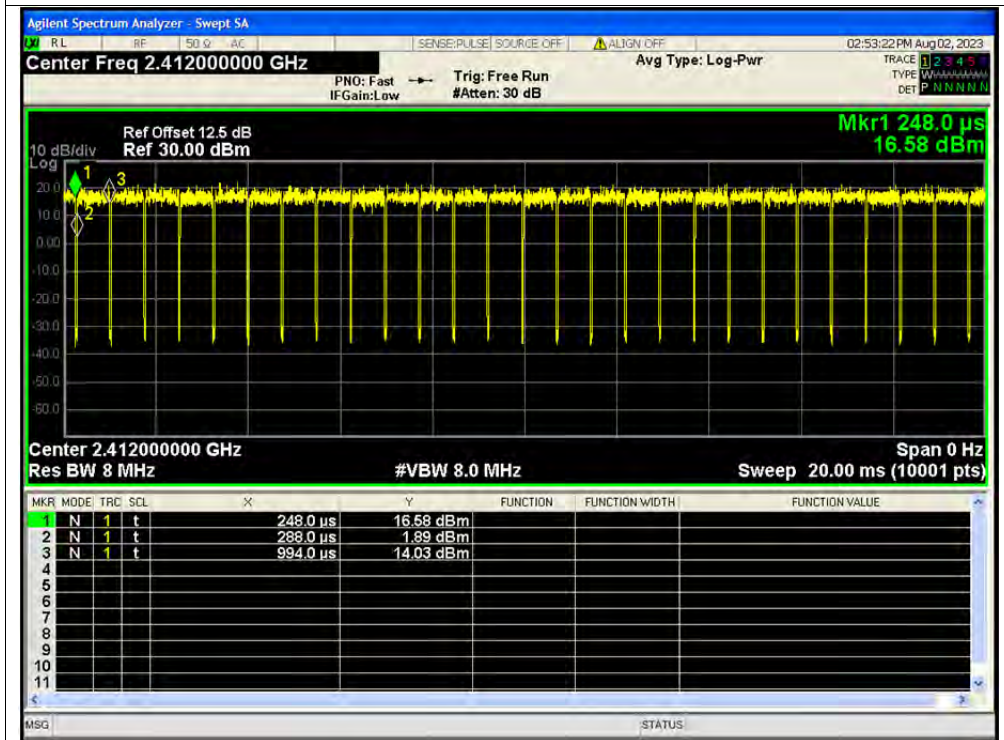 Agilent Spectrum Analyzer - Swept SA
LXI RL RF 50 Ω AC SENSE:PULSE SOURCE OFF ALIGN OFF 02:53:22 PM Aug 02, 2023
Center Freq 2.412000000 GHz Avg Type: Log-Pwr TRACE 1 2 3 4 5 6
PNO: Fast Trig: Free Run TYPE W
IFGain:Low #Atten: 30 dB DET P N N N N N
Mkr1 248.0 µs
Ref Offset 12.5 dB
10 dB/div Ref 30.00 dBm 16.58 dBm
Log
1 3
20.0
2
10.0
0.00
-10.0
-20.0
-30.0
-40.0
-50.0
-60.0
Center 2.412000000 GHz Span 0 Hz
Res BW 8 MHz #VBW 8.0 MHz Sweep 20.00 ms (10001 pts)
MKR MODE TRC SCL X Y FUNCTION FUNCTION WIDTH FUNCTION VALUE
1 N 1 t 248.0 µs 16.58 dBm
2 N 1 t 288.0 µs 1.89 dBm
3 N 1 t 994.0 µs 14.03 dBm
4
5
6
7
8
9
10
11
MSG STATUS